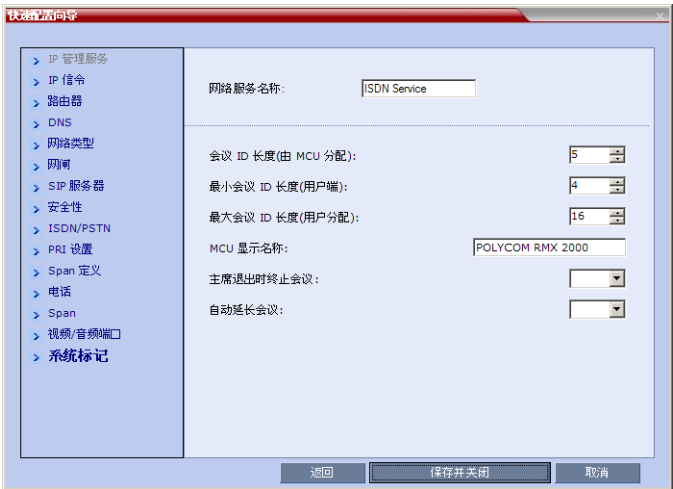 快速配置向导
IP 管理服务
IP 信令
路由器
DNS
网络类型
网闸
SIP 服务器
安全性
ISDN/PSTN
PRI 设置
Span 定义
电话
Span
视频/音频端口
系统标记
网络服务名称: ISDN Service
会议 ID 长度(由 MCU 分配): 5
最小会议 ID 长度(用户端): 4
最大会议 ID 长度(用户分配): 16
MCU 显示名称: POLYCOM RMX 2000
主席退出时终止会议:
自动延长会议:
返回 保存并关闭 取消